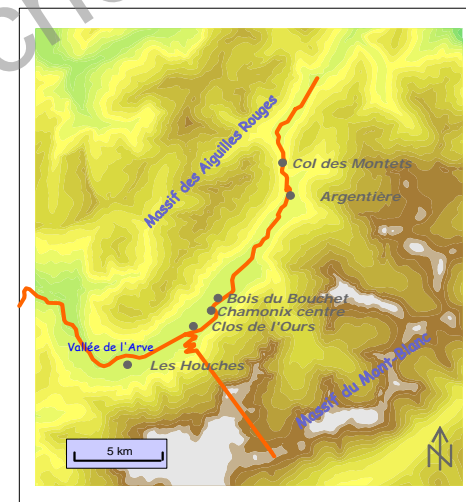 Massif des Aiguilles Rouges
Col des Montets
Argentière
Bois du Bouchet
Chamonix centre
Clos de l'Ours
Vallée de l'Arve
Les Houches
Massif du Mont-Blanc
5 km
N